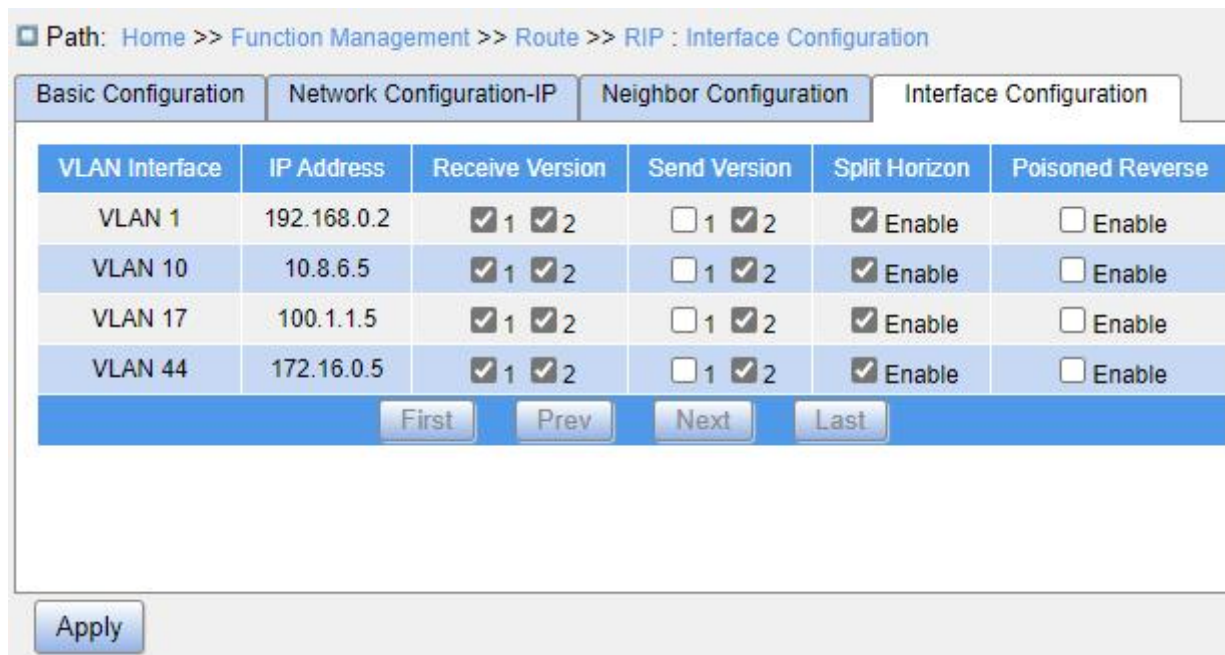 Path: Home >> Function Management >> Route >> RIP : Interface Configuration
Basic Configuration Network Configuration-IP Neighbor Configuration Interface Configuration
VLAN Interface IP Address Receive Version Send Version Split Horizon Poisoned Reverse
VLAN 1 192.168.0.2 1 2 1 2 Enable Enable
VLAN 10 10.8.6.5 1 2 1 2 Enable Enable
VLAN 17 100.1.1.5 1 2 1 2 Enable Enable
VLAN 44 172.16.0.5 1 2 1 2 Enable Enable
First Prev Next Last
Apply